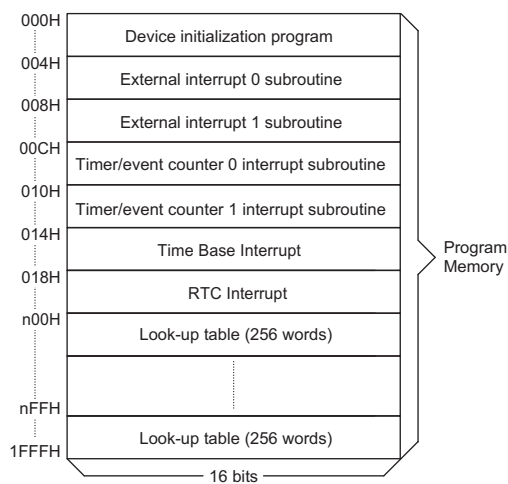 000H
Device initialization program
004H
External interrupt 0 subroutine
008H
External interrupt 1 subroutine
00CH
Timer/event counter 0 interrupt subroutine
010H
Timer/event counter 1 interrupt subroutine
014H
Time Base Interrupt
018H
RTC Interrupt
n00H
Look-up table (256 words)
nFFH
Look-up table (256 words)
1FFFH
16 bits
Program
Memory